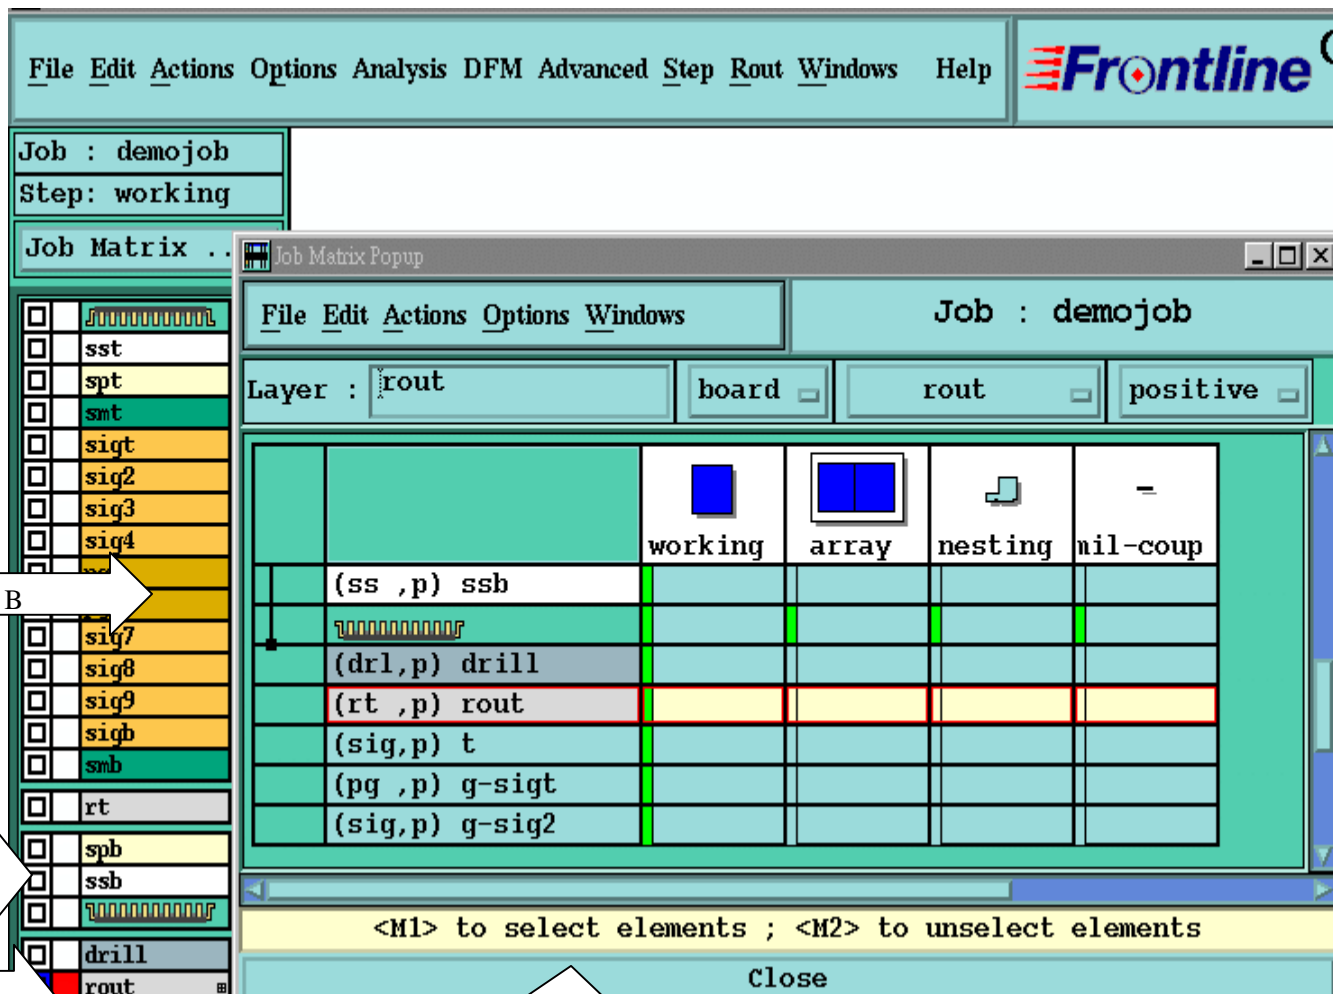 File Edit Actions Options Analysis DFM Advanced Step Rout Windows Help
Frontline
Job : demojob
Step: working
Job Matrix ..
Job Matrix Popup
File Edit Actions Options Windows
Job : demojob
Layer : rout board rout positive
working array nesting mil-coup
(ss ,p) ssb
(drl,p) drill
(rt ,p) rout
(sig,p) t
(pg ,p) g-sigt
(sig,p) g-sig2
<M1> to select elements ; <M2> to unselect elements
Close
sst
spt
smt
sigt
sig2
sig3
sig4
B
sig7
sig8
sig9
sigb
smb
rt
spb
ssb
drill
rout